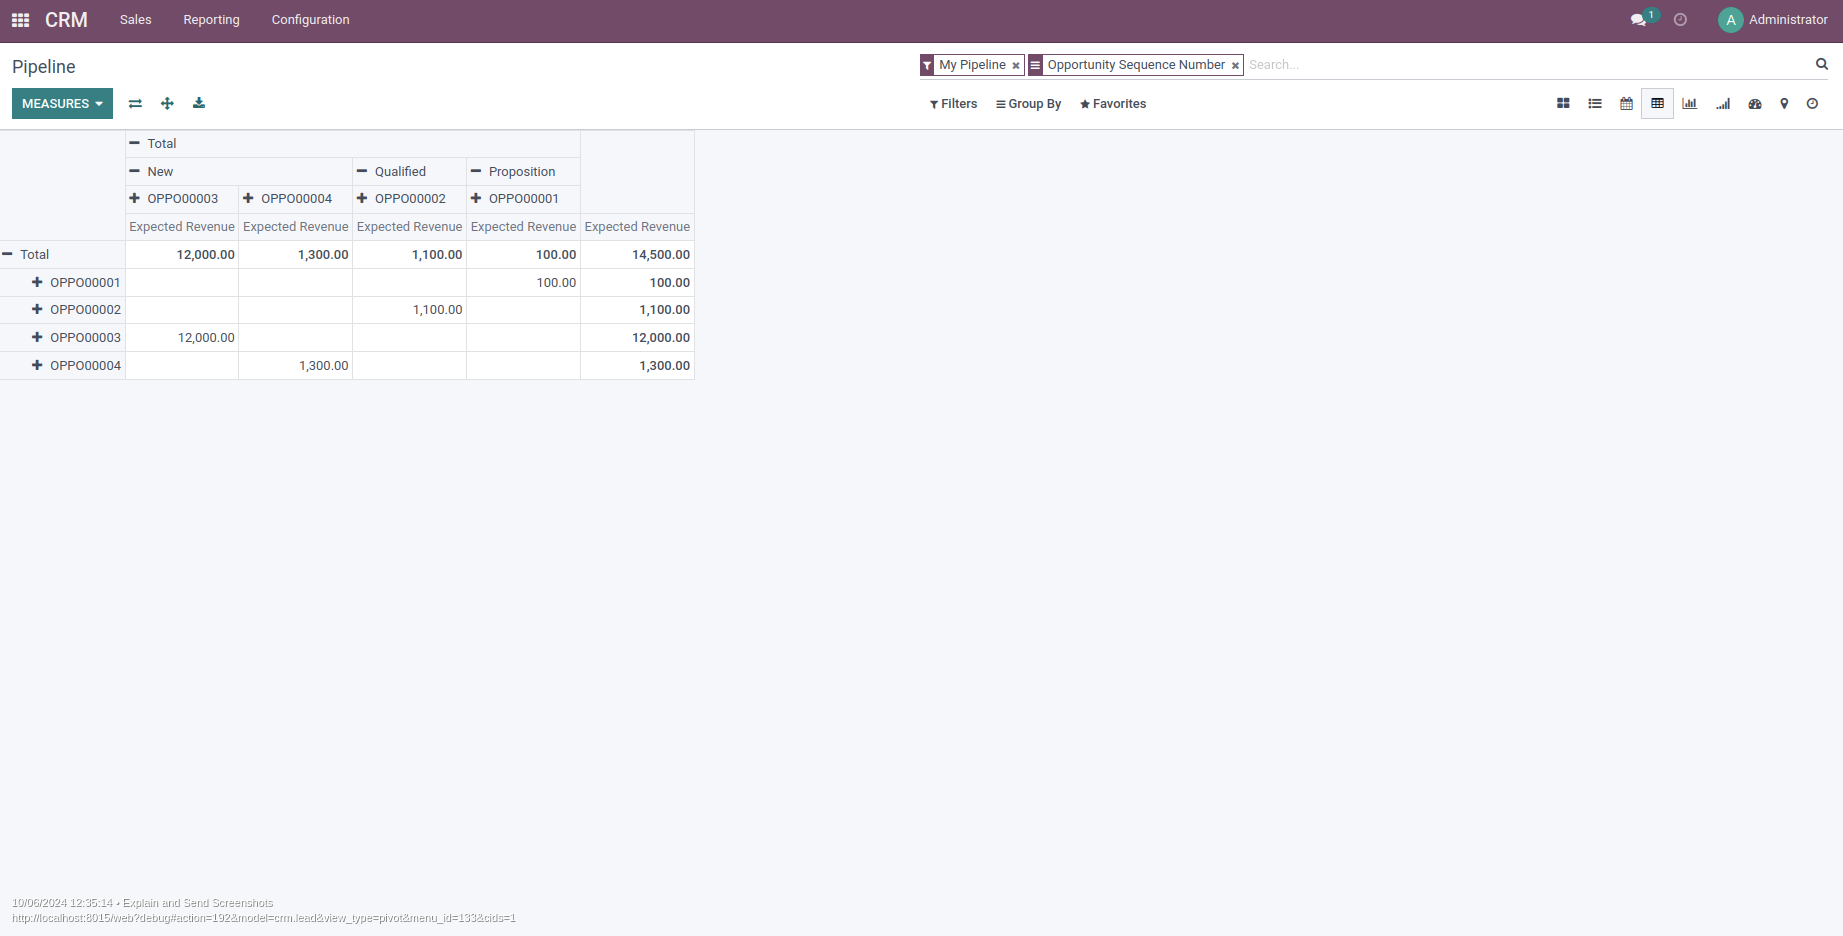 CRM Sales Reporting Configuration 1 A Administrator
Pipeline My Pipeline Opportunity Sequence Number Search...
MEASURES Filters Group By Favorites
Total
New Qualified Proposition
OPPO00003 OPPO00004 OPPO00002 OPPO00001
Expected Revenue Expected Revenue Expected Revenue Expected Revenue Expected Revenue
Total 12,000.00 1,300.00 1,100.00 100.00 14,500.00
OPPO00001 100.00 100.00
OPPO00002 1,100.00 1,100.00
OPPO00003 12,000.00 12,000.00
OPPO00004 1,300.00 1,300.00
10/06/2024 12:35:14 • Explain and Send Screenshots
http://localhost:8015/web?debug#action=192&model=crm.lead&view_type=pivot&menu_id=133&cids=1